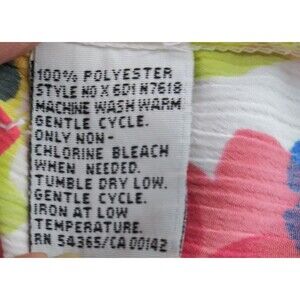 100% POLYESTER
STYLE NO X 6D1 N7618
MACHINE WASH WARM
GENTLE CYCLE.
ONLY NON-
CHLORINE BLEACH
WHEN NEEDED.
TUMBLE DRY LOW.
GENTLE CYCLE.
IRON AT LOW
TEMPERATURE.
RN 54365/CA 00142